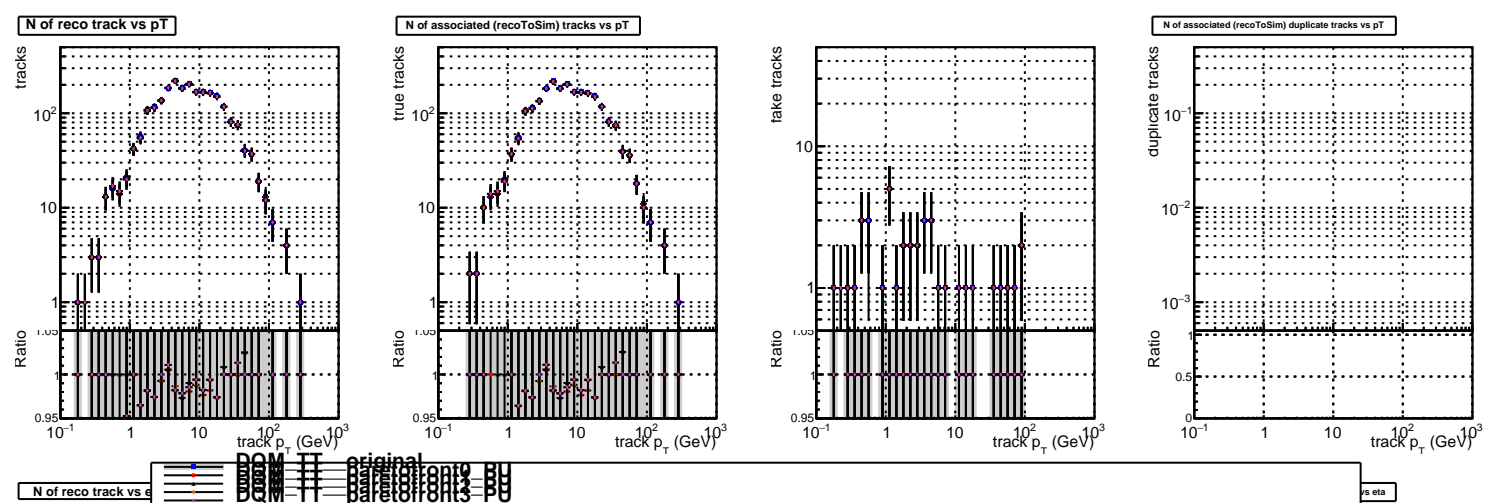 N of reco track vs pT
N of associated (recoToSim) tracks vs pT
N of associated (recoToSim) duplicate tracks vs pT
tracks
10²
10
1
true tracks
10²
10
1
fake tracks
10
1
duplicate tracks
10⁻¹
10⁻²
10⁻³
Ratio
1.05
1
0.95
Ratio
1.05
1
0.95
Ratio
1.05
1
0.95
Ratio
1
0.5
0
10⁻¹ 1 10 10² 10³
track p_T (GeV)
10⁻¹ 1 10 10² 10³
track p_T (GeV)
10⁻¹ 1 10 10² 10³
track p_T (GeV)
10⁻¹ 1 10 10² 10³
track p_T (GeV)
DQM_TT_original
DQM_TT_paretofront0_PU
DQM_TT_paretofront3_PU
N of reco track vs e
vs eta